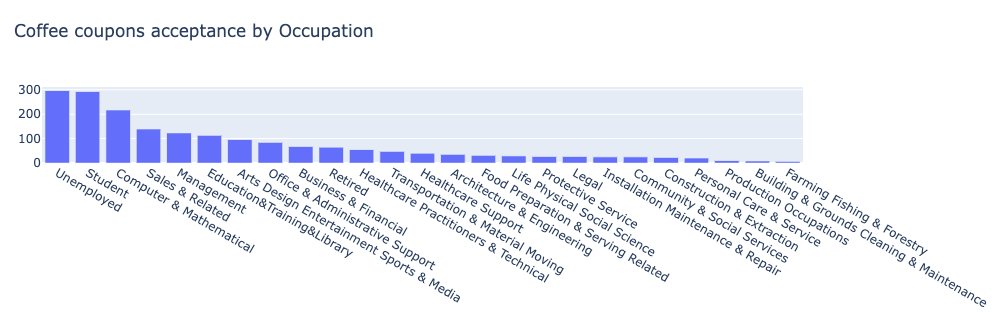 Coffee coupons acceptance by Occupation
300
200
100
0
Unemployed
Student
Computer & Mathematical
Sales & Related
Management
Education&Training&Library
Arts Design Entertainment Sports & Media
Office & Administrative Support
Business & Financial
Retired
Healthcare Practitioners & Technical
Transportation & Material Moving
Healthcare Support
Architecture & Engineering
Food Preparation & Serving Related
Life Physical Social Science
Protective Service
Legal
Installation Maintenance & Repair
Community & Social Services
Construction & Extraction
Personal Care & Service
Production Occupations
Building & Grounds Cleaning & Maintenance
Farming Fishing & Forestry